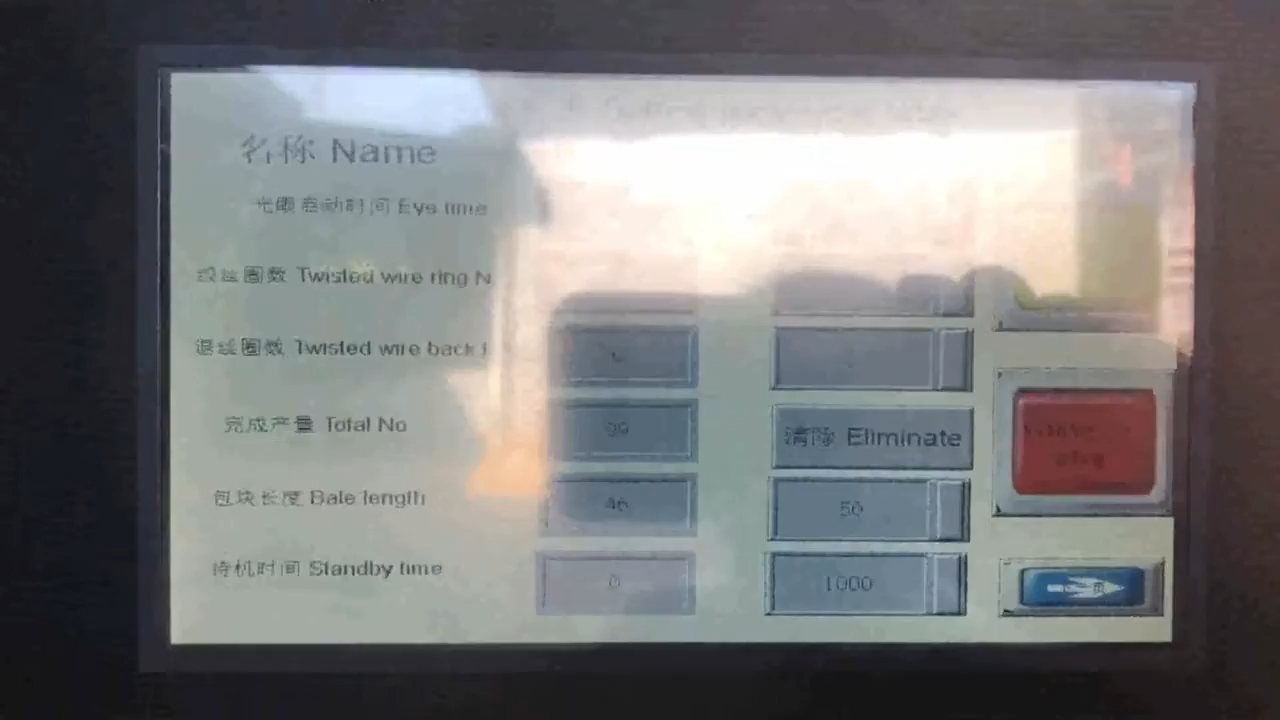 名称 Name
光眼启动时间 Eye time
绞丝圈数 Twisted wire ring N
退丝圈数 Twisted wire back
完成产量 Total No
99
清除 Eliminate
包块长度 Bale length
46
50
待机时间 Standby time
0
1000